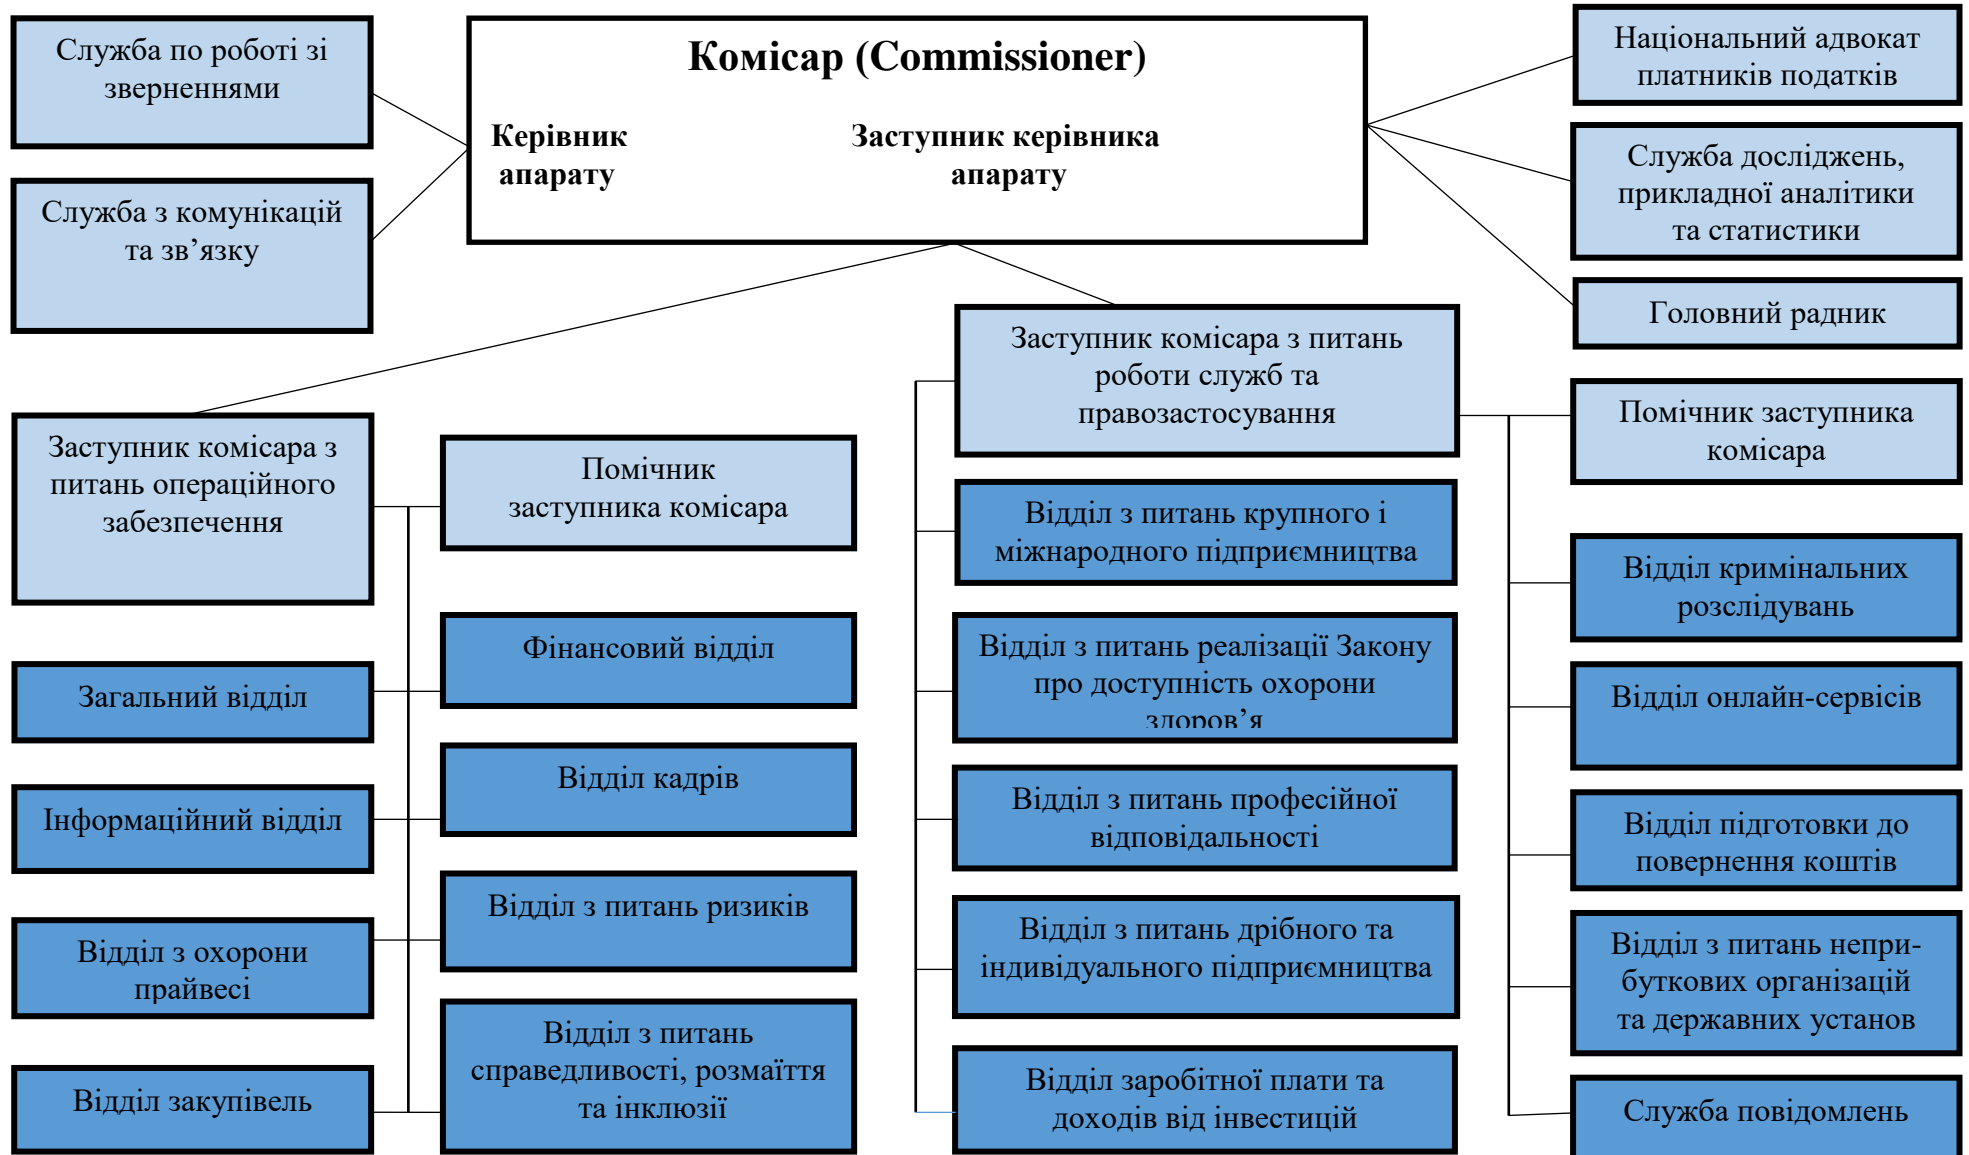 Служба по роботі зі
зверненнями
Служба з комунікацій
та зв’язку
Комісар (Commissioner)
Керівник
апарату
Заступник керівника
апарату
Національний адвокат
платників податків
Служба досліджень,
прикладної аналітики
та статистики
Головний радник
Заступник комісара з
питань операційного
забезпечення
Помічник
заступника комісара
Загальний відділ
Інформаційний відділ
Відділ з охорони
прайвесі
Відділ закупівель
Фінансовий відділ
Відділ кадрів
Відділ з питань ризиків
Відділ з питань
справедливості, розмаїття
та інклюзії
Заступник комісара з питань
роботи служб та
правозастосування
Відділ з питань крупного і
міжнародного підприємництва
Відділ з питань реалізації Закону
про доступність охорони
здоров’я
Відділ з питань професійної
відповідальності
Відділ з питань дрібного та
індивідуального підприємництва
Відділ заробітної плати та
доходів від інвестицій
Помічник заступника
комісара
Відділ кримінальних
розслідувань
Відділ онлайн-сервісів
Відділ підготовки до
повернення коштів
Відділ з питань непри-
буткових організацій
та державних установ
Служба повідомлень